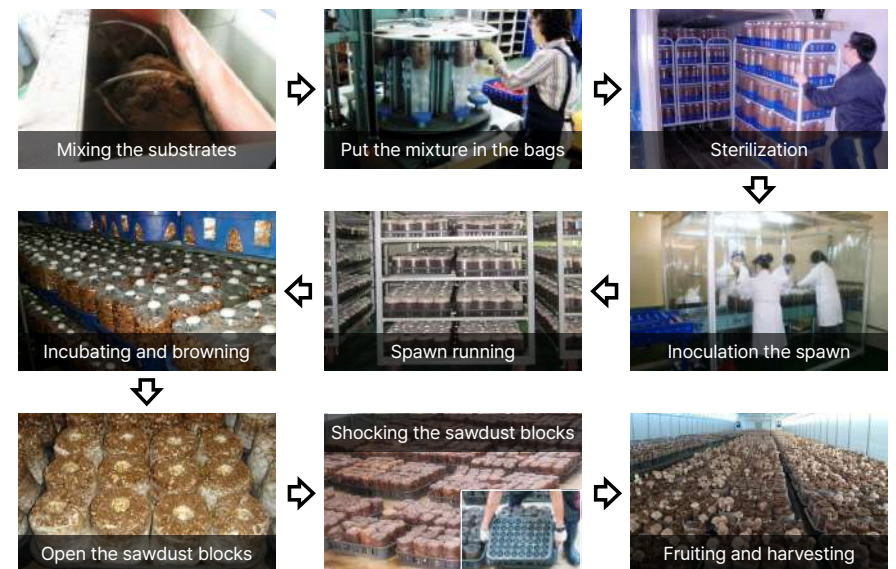 Mixing the substrates
Put the mixture in the bags
Sterilization
Inoculation the spawn
Spawn running
Incubating and browning
Open the sawdust blocks
Shocking the sawdust blocks
Fruiting and harvesting